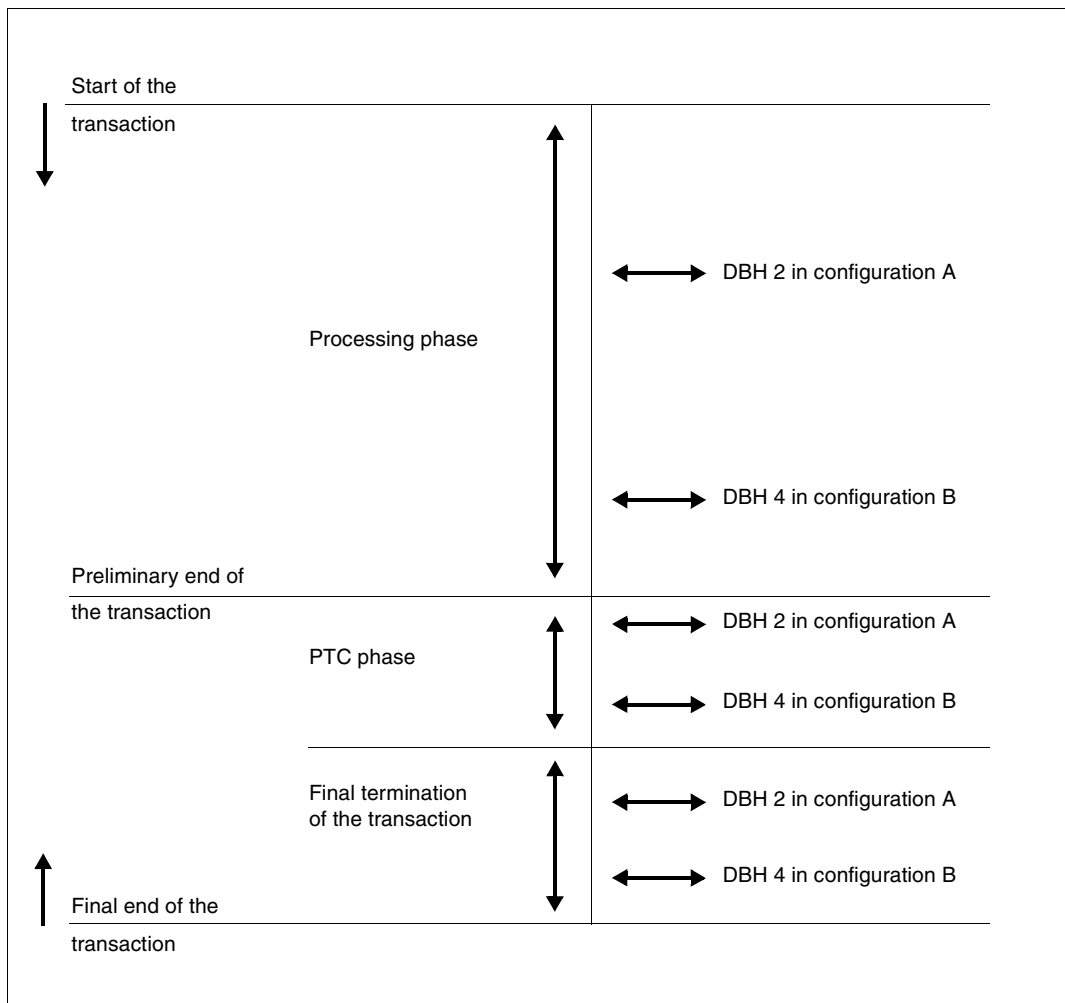 Start of the
transaction
DBH 2 in configuration A
Processing phase
DBH 4 in configuration B
Preliminary end of
the transaction
DBH 2 in configuration A
PTC phase
DBH 4 in configuration B
Final termination
of the transaction
DBH 2 in configuration A
DBH 4 in configuration B
Final end of the
transaction